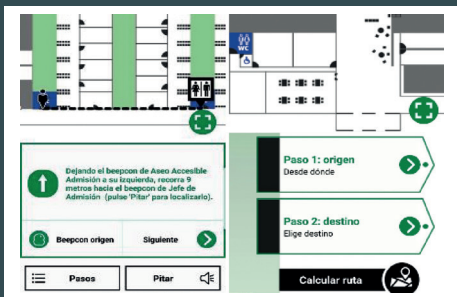 WC
Dejando el beepcon de Aseo Accesible
Admisión a su izquierda, recorra 9
metros hacia el beepcon de Jefe de
Admisión (pulse 'Pitar' para localizarlo).
Beepcon origen
Siguiente
Pasos
Pitar
Paso 1: origen
Desde dónde
Paso 2: destino
Elige destino
Calcular ruta